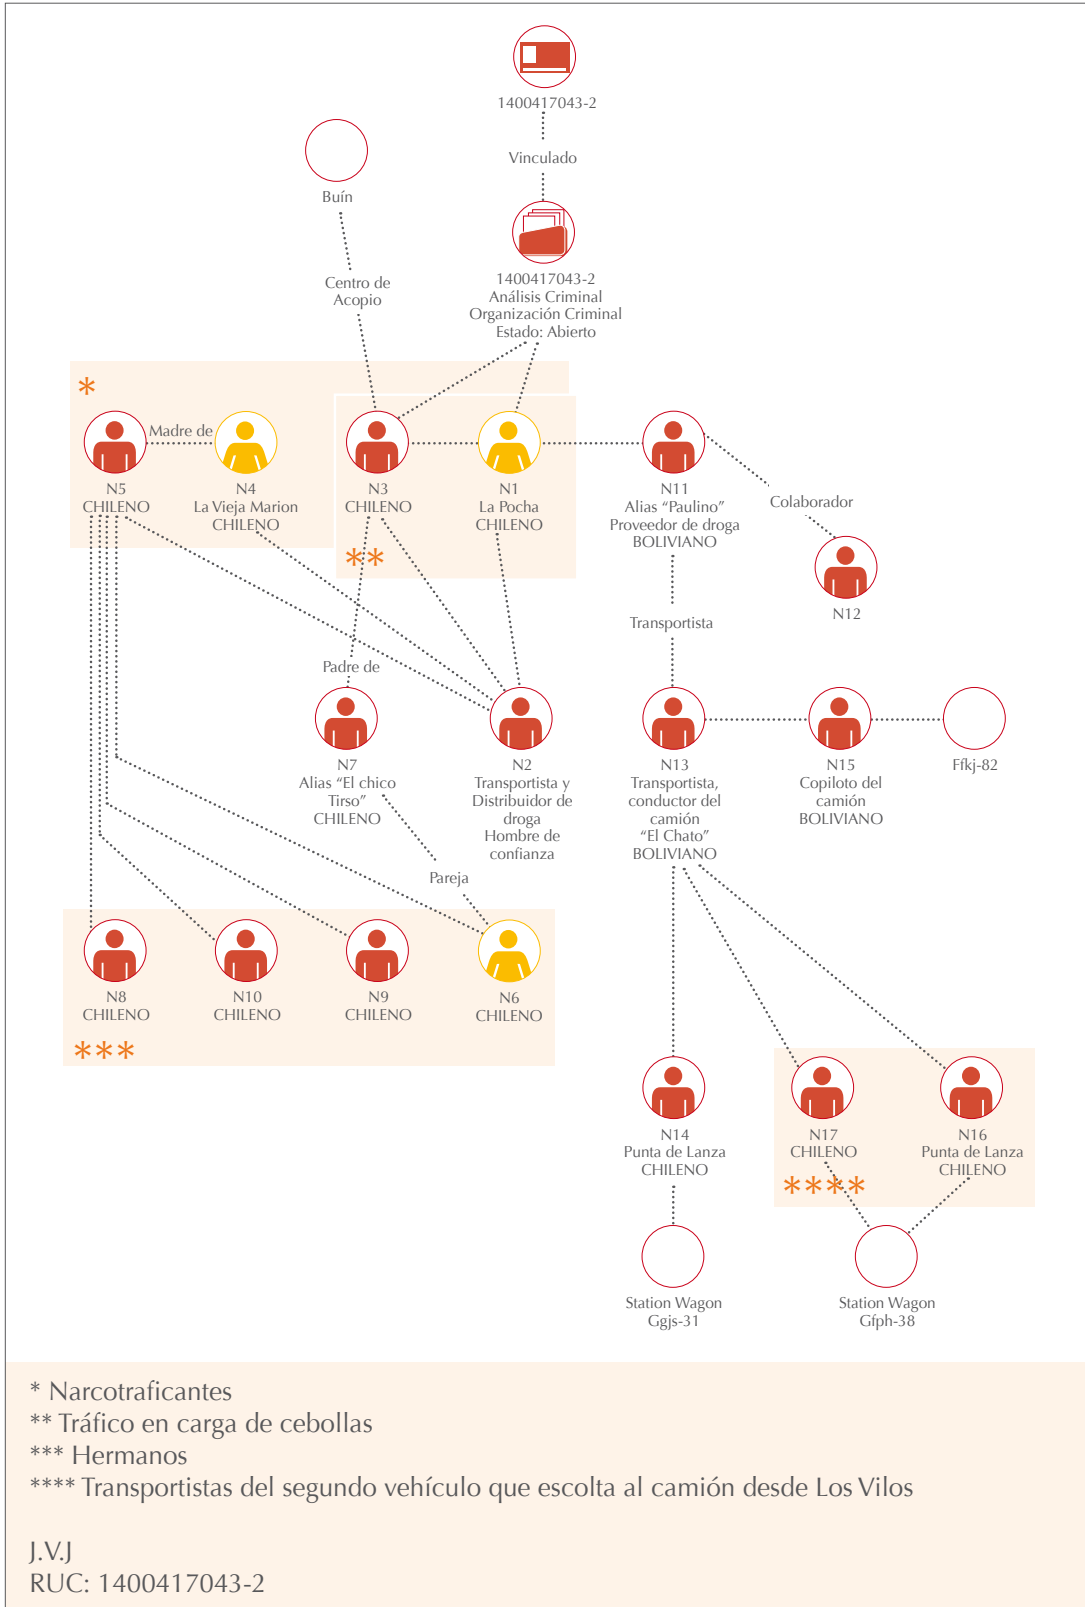 1400417043-2
Vinculado
Buín
1400417043-2
Análisis Criminal
Organización Criminal
Estado: Abierto
Centro de
Acopio
*
Madre de
N5
CHILENO
N4
La Vieja Marion
CHILENO
N3
CHILENO
**
N1
La Pocha
CHILENO
N11
Alias “Paulino”
Proveedor de droga
BOLIVIANO
Colaborador
N12
Transportista
Padre de
N7
Alias “El chico
Tirso”
CHILENO
N2
Transportista y
Distribuidor de
droga
Hombre de
confianza
N13
Transportista,
conductor del
camión
“El Chato”
BOLIVIANO
N15
Copiloto del
camión
BOLIVIANO
Ffkj-82
Pareja
N8
CHILENO
N10
CHILENO
N9
CHILENO
N6
CHILENO
***
N14
Punta de Lanza
CHILENO
N17
CHILENO
N16
Punta de Lanza
CHILENO
****
Station Wagon
Ggjs-31
Station Wagon
Gfph-38
* Narcotraficantes
** Tráfico en carga de cebollas
*** Hermanos
**** Transportistas del segundo vehículo que escolta al camión desde Los Vilos
J.V.J
RUC: 1400417043-2